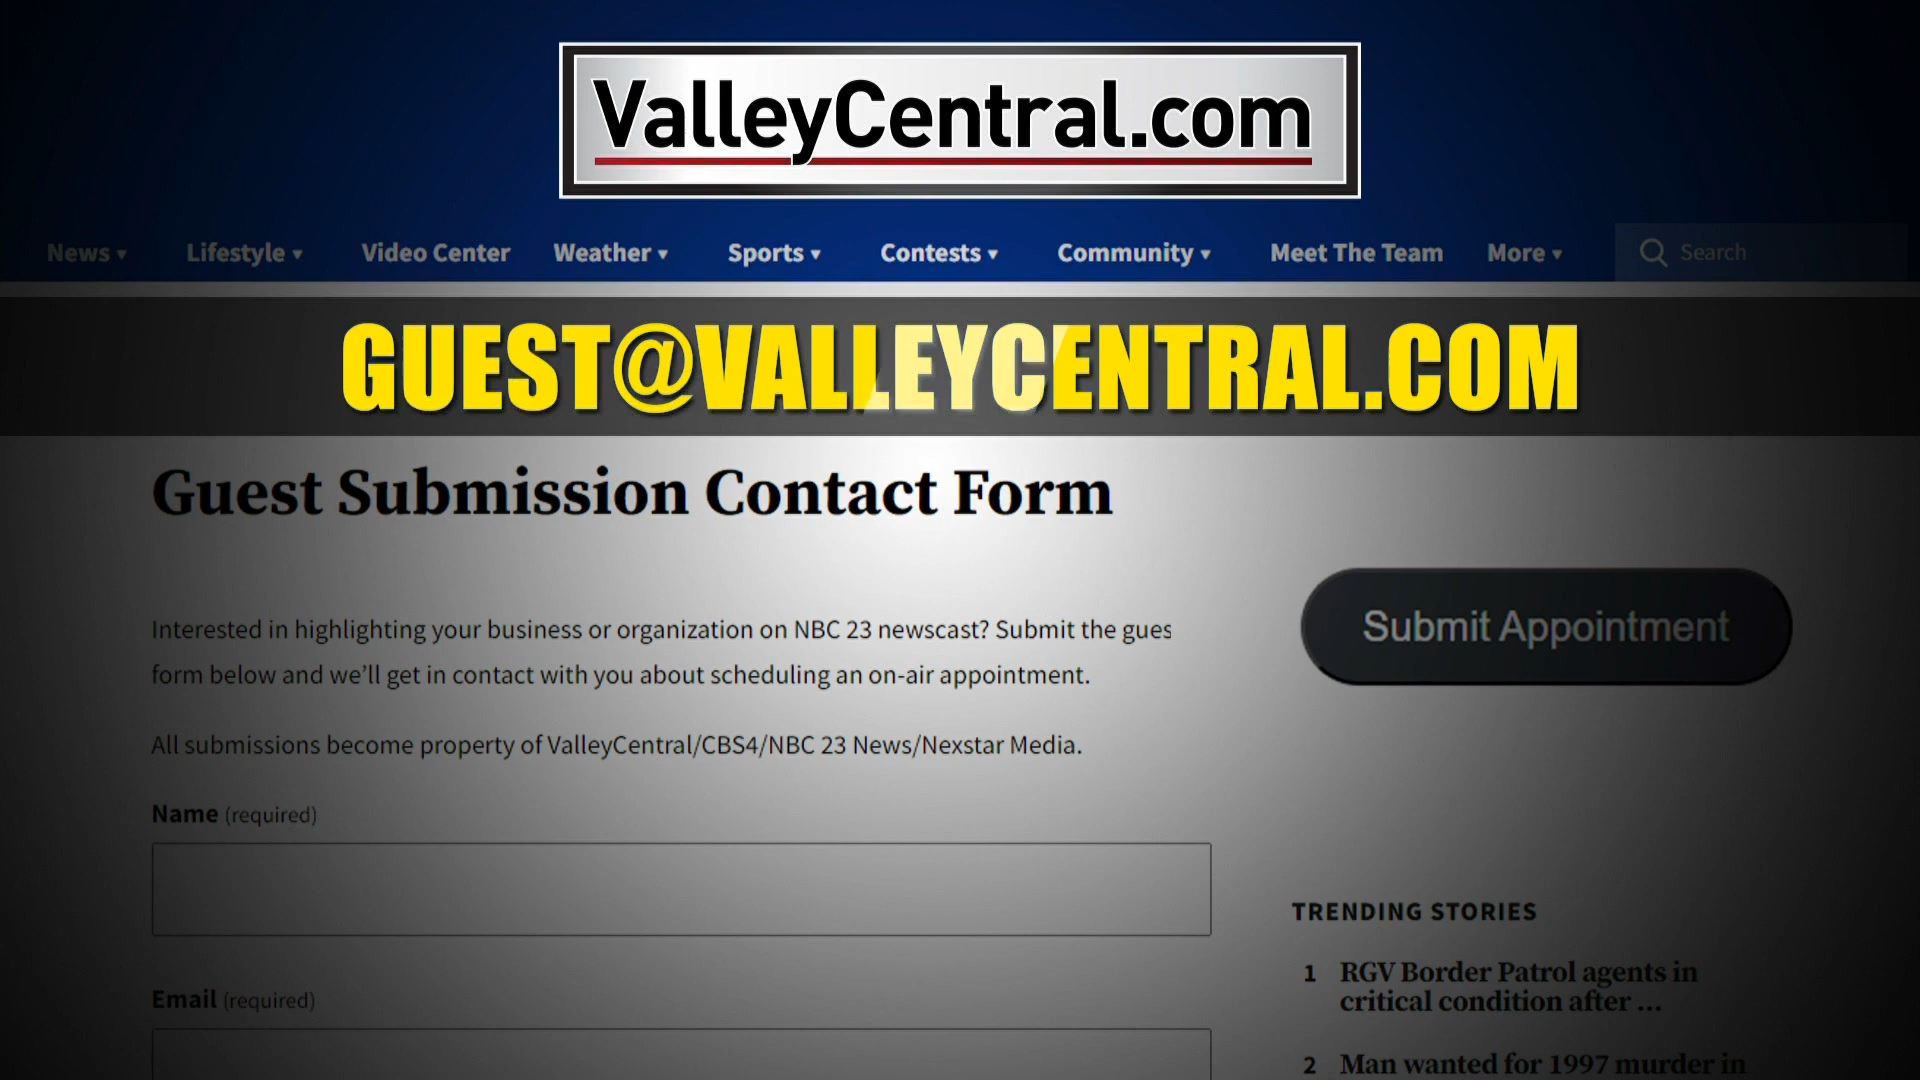 ValleyCentral.com
News ▾ Lifestyle ▾ Video Center Weather ▾ Sports ▾ Contests ▾ Community ▾ Meet The Team More ▾ Search
GUEST@VALLEYCENTRAL.COM
Guest Submission Contact Form
Interested in highlighting your business or organization on NBC 23 newscast? Submit the gues
form below and we'll get in contact with you about scheduling an on-air appointment.
All submissions become property of ValleyCentral/CBS4/NBC 23 News/Nexstar Media.
Name (required)
Email (required)
Submit Appointment
TRENDING STORIES
1 RGV Border Patrol agents in
critical condition after ...
2 Man wanted for 1997 murder in